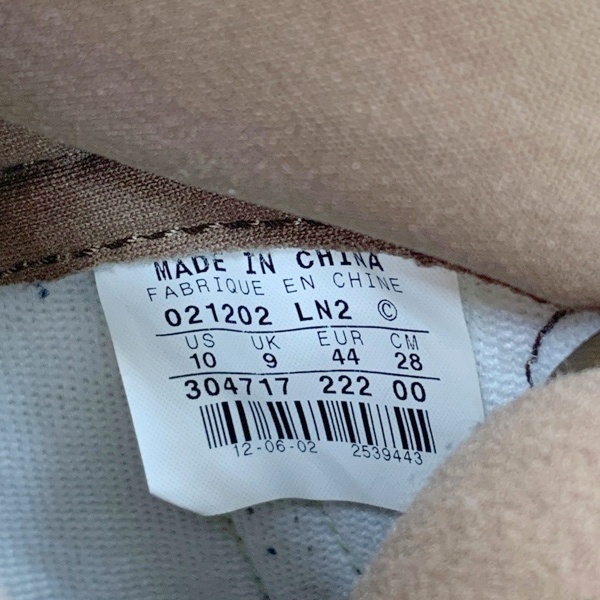 MADE IN CHINA
FABRIQUE EN CHINE
021202 LN2 ©
US UK EUR CM
10 9 44 28
304717 222 00
12-06-02 2539443